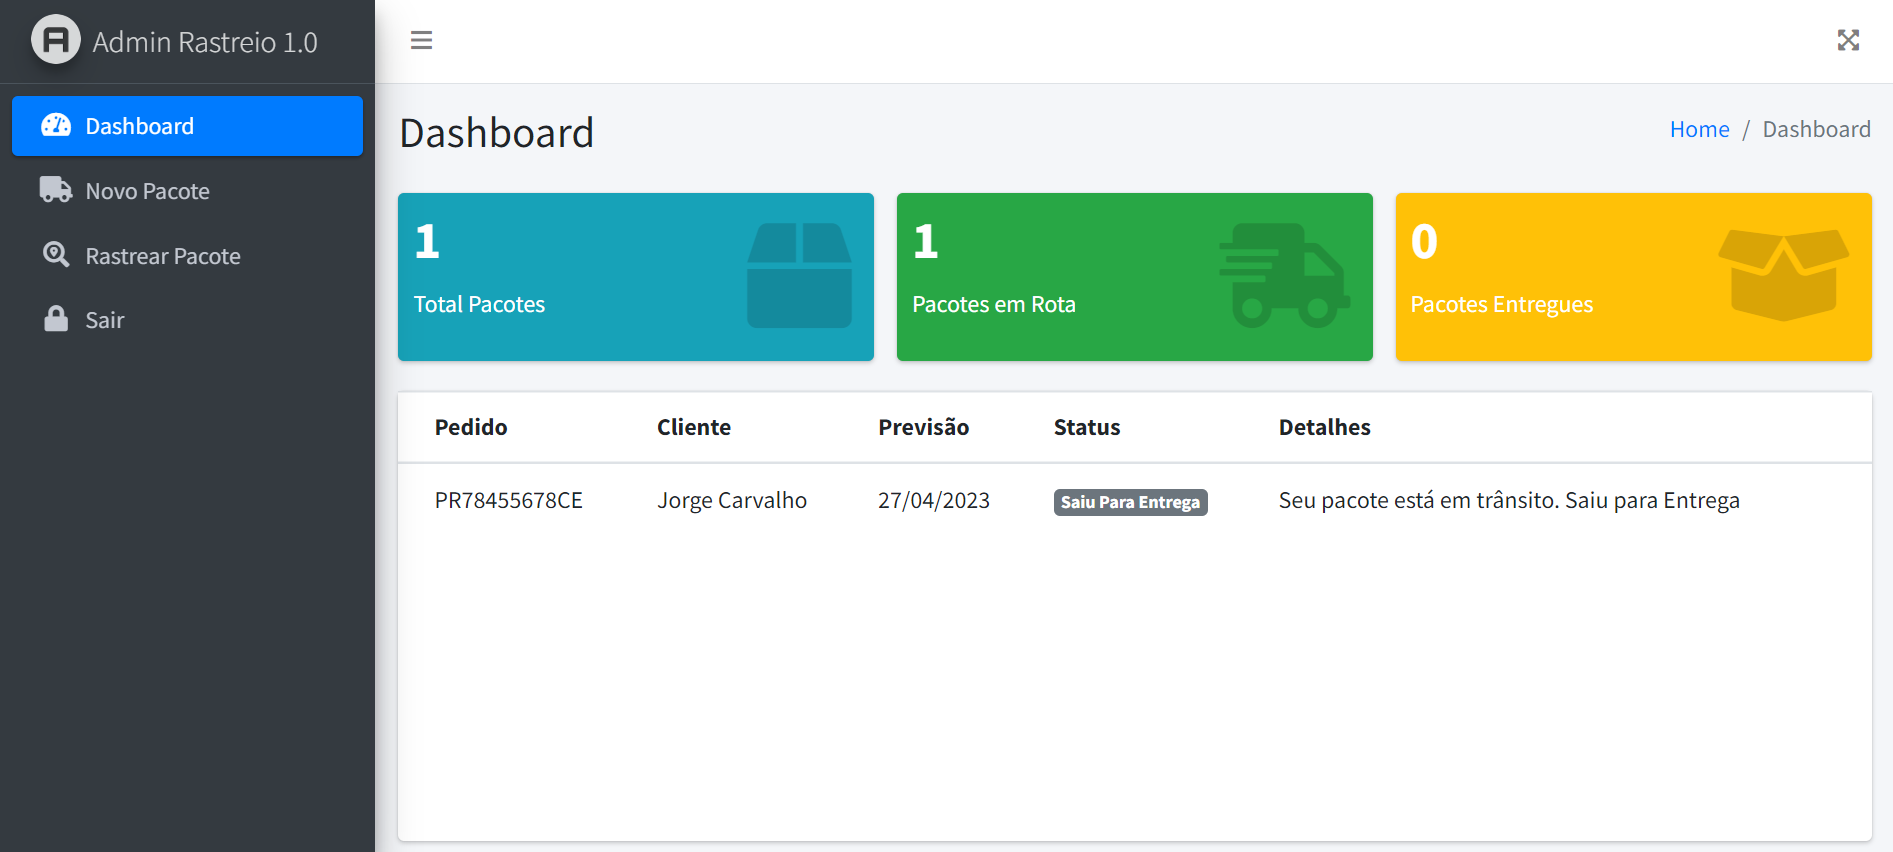 Admin Rastreio 1.0
Dashboard
Novo Pacote
Rastrear Pacote
Sair
Dashboard
Home / Dashboard
1
Total Pacotes
1
Pacotes em Rota
0
Pacotes Entregues
Pedido Cliente Previsão Status Detalhes
PR78455678CE Jorge Carvalho 27/04/2023 Saiu Para Entrega Seu pacote está em trânsito. Saiu para Entrega